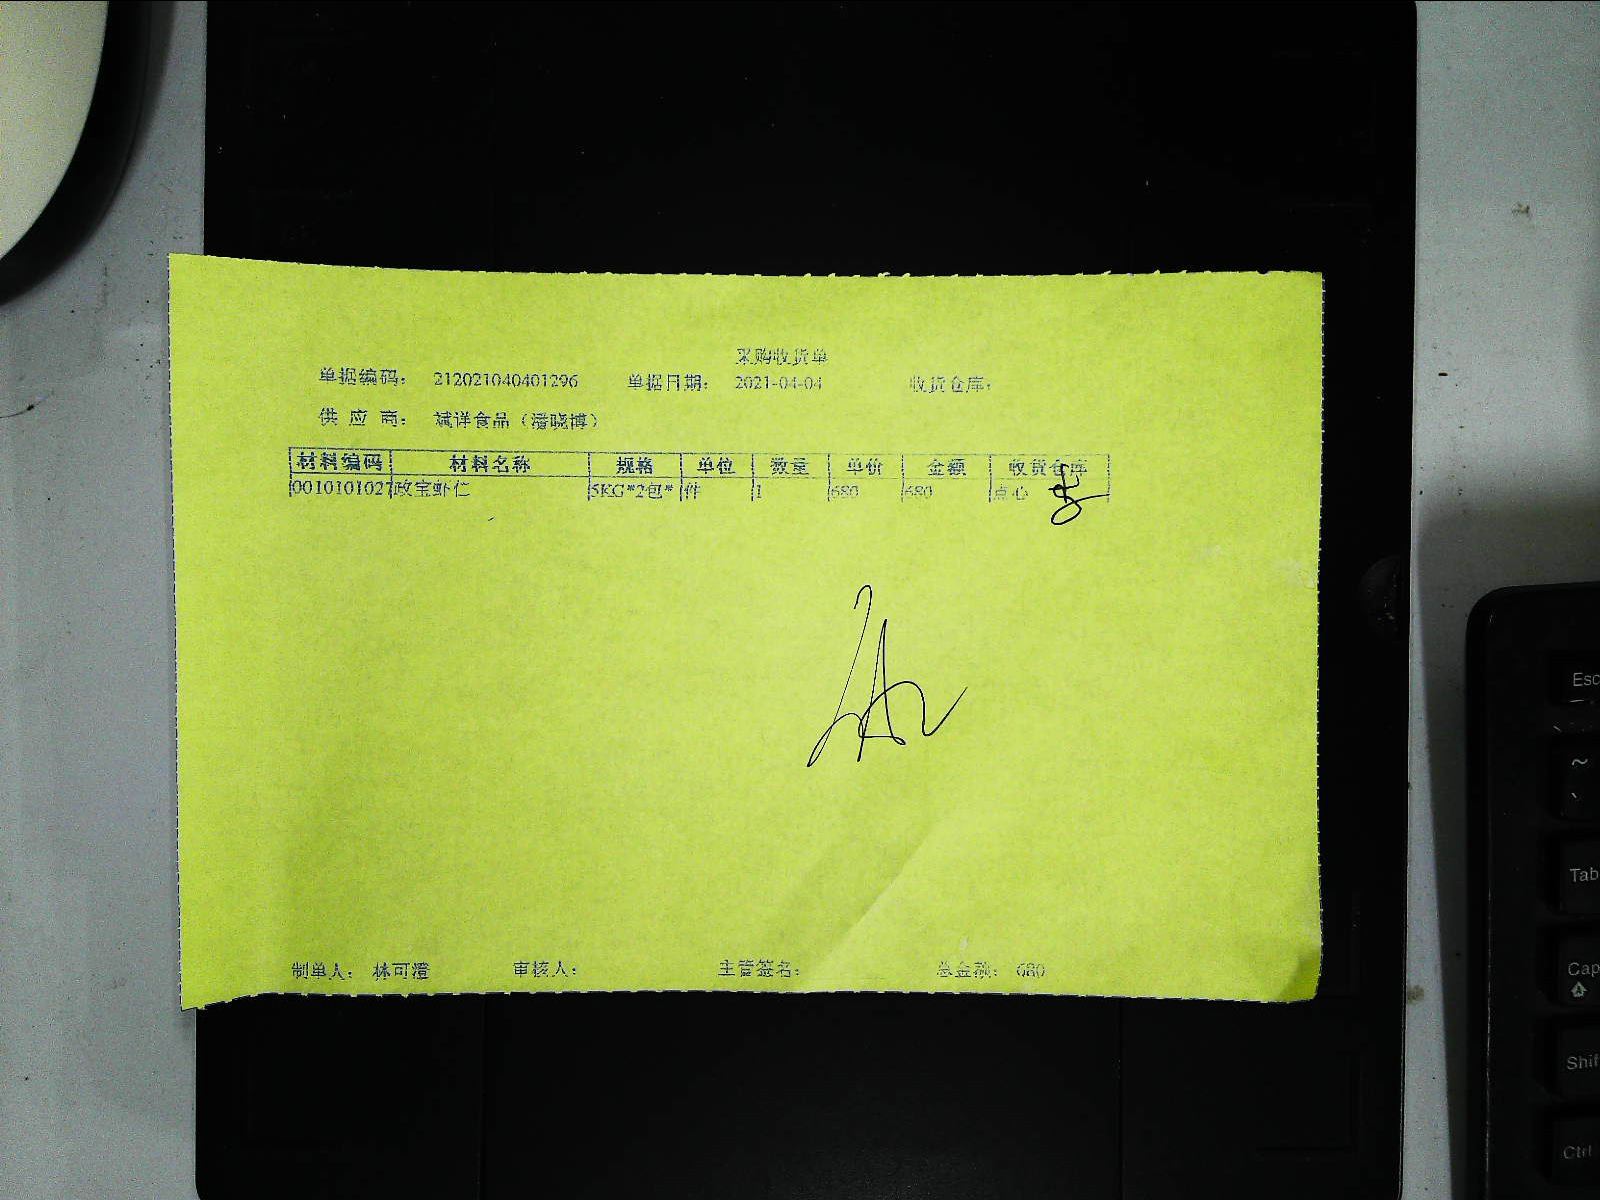 采购收货单
单据编码： 212021040401296 单据日期： 2021-04-04 收货仓库：
供 应 商： 斌洋食品（潘晓博）
材料编码 材料名称 规格 单位 数量 单价 金额 收货仓库
0010101027 政宝虾仁 5KG*2包* 件 1 680 680 点心
制单人： 林可澄 审核人： 主管签名： 总金额： 680
Esc
~
Tab
Cap
Shif
Ctrl